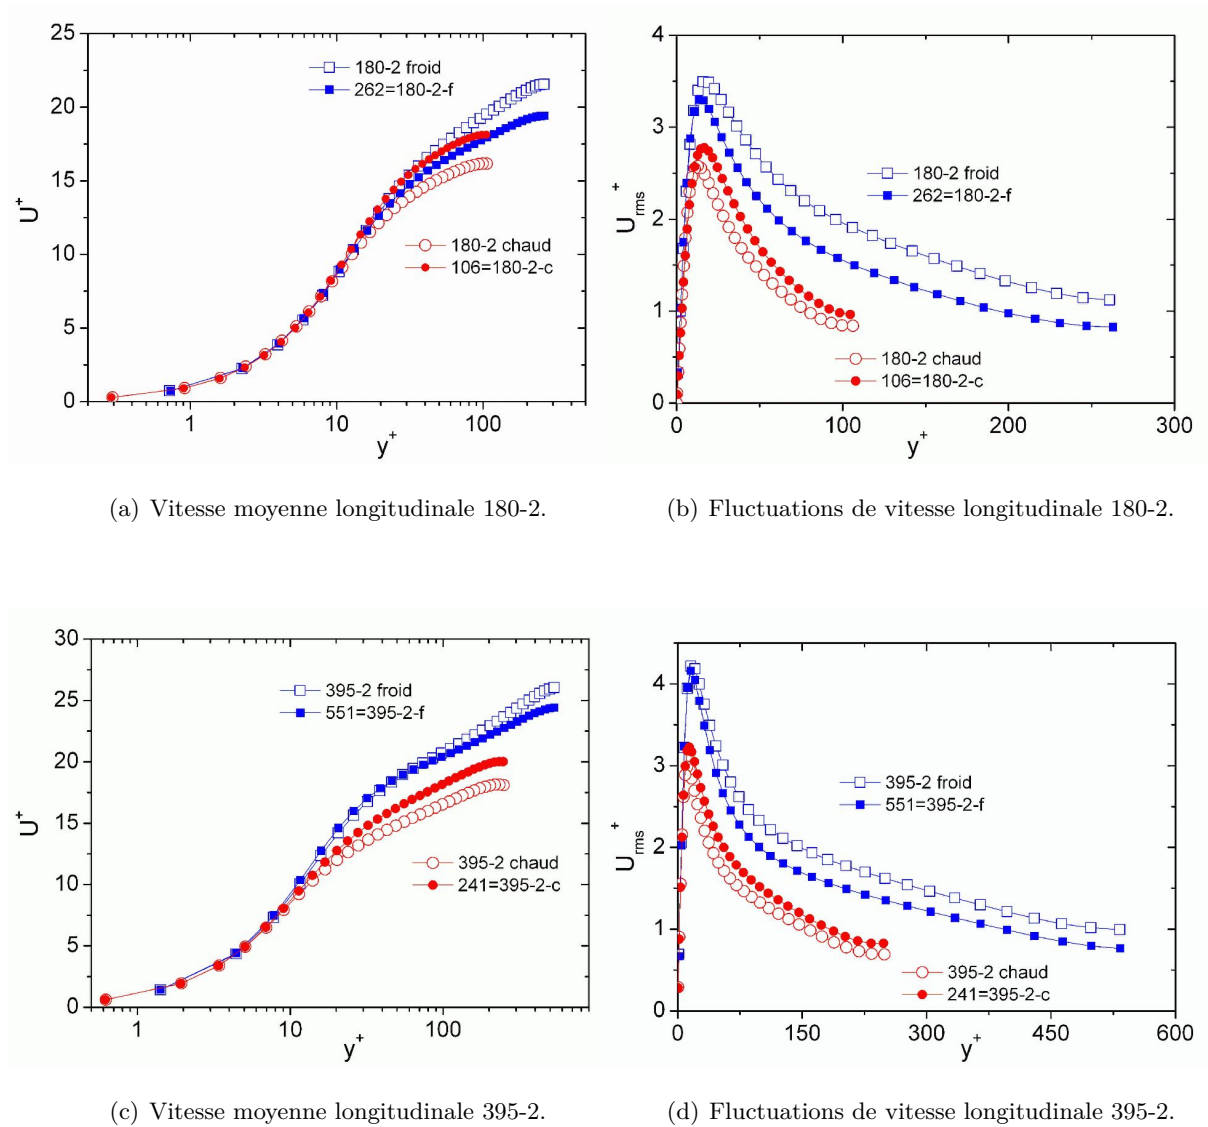 25
20
15
10
5
0
U+
180-2 froid
262=180-2-f
180-2 chaud
106=180-2-c
1 10 100
y+
4
3
2
1
0
Urms+
180-2 froid
262=180-2-f
180-2 chaud
106=180-2-c
0 100 200 300
y+
(a) Vitesse moyenne longitudinale 180-2.
(b) Fluctuations de vitesse longitudinale 180-2.
30
25
20
15
10
5
0
U+
395-2 froid
551=395-2-f
395-2 chaud
241=395-2-c
1 10 100
y+
4
3
2
1
0
Urms+
395-2 froid
551=395-2-f
395-2 chaud
241=395-2-c
0 150 300 450 600
y+
(c) Vitesse moyenne longitudinale 395-2.
(d) Fluctuations de vitesse longitudinale 395-2.